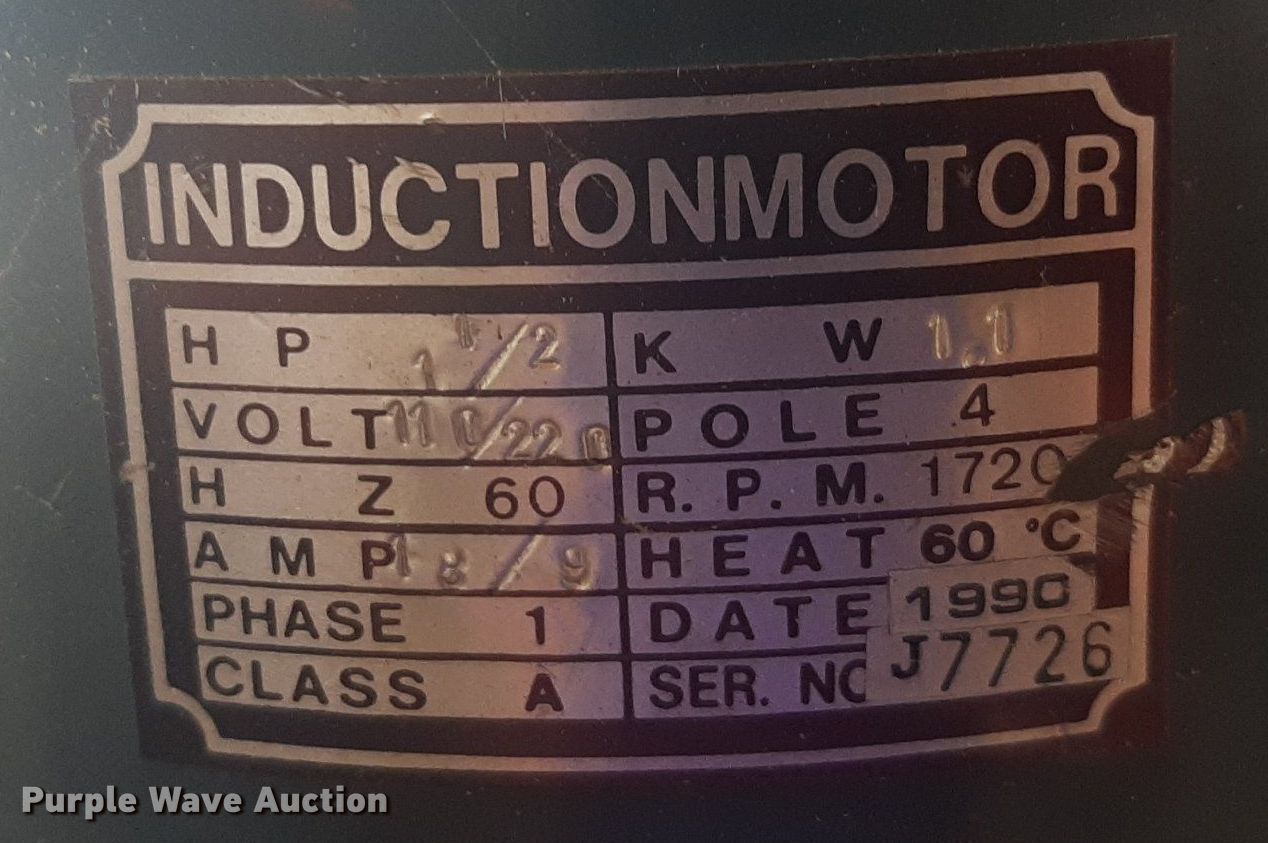 INDUCTIONMOTOR
H P 1 1/2 K W 1.1
VOLT 110/220 POLE 4
H Z 60 R. P. M. 1720
AMP 18/9 HEAT 60 °C
PHASE 1 DATE 1990
CLASS A SER. NO J7726
Purple Wave Auction